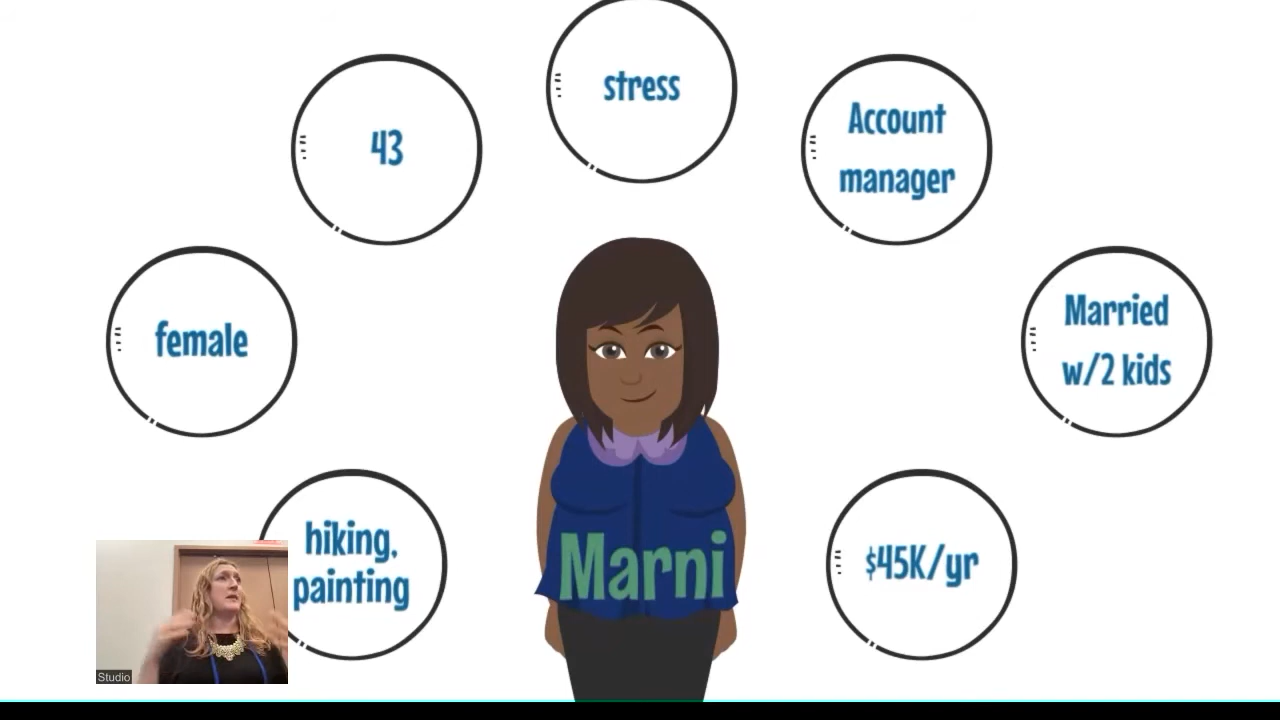 stress
43
Account
manager
female
Married
w/2 kids
hiking,
painting
Marni
$45K/yr
Studio